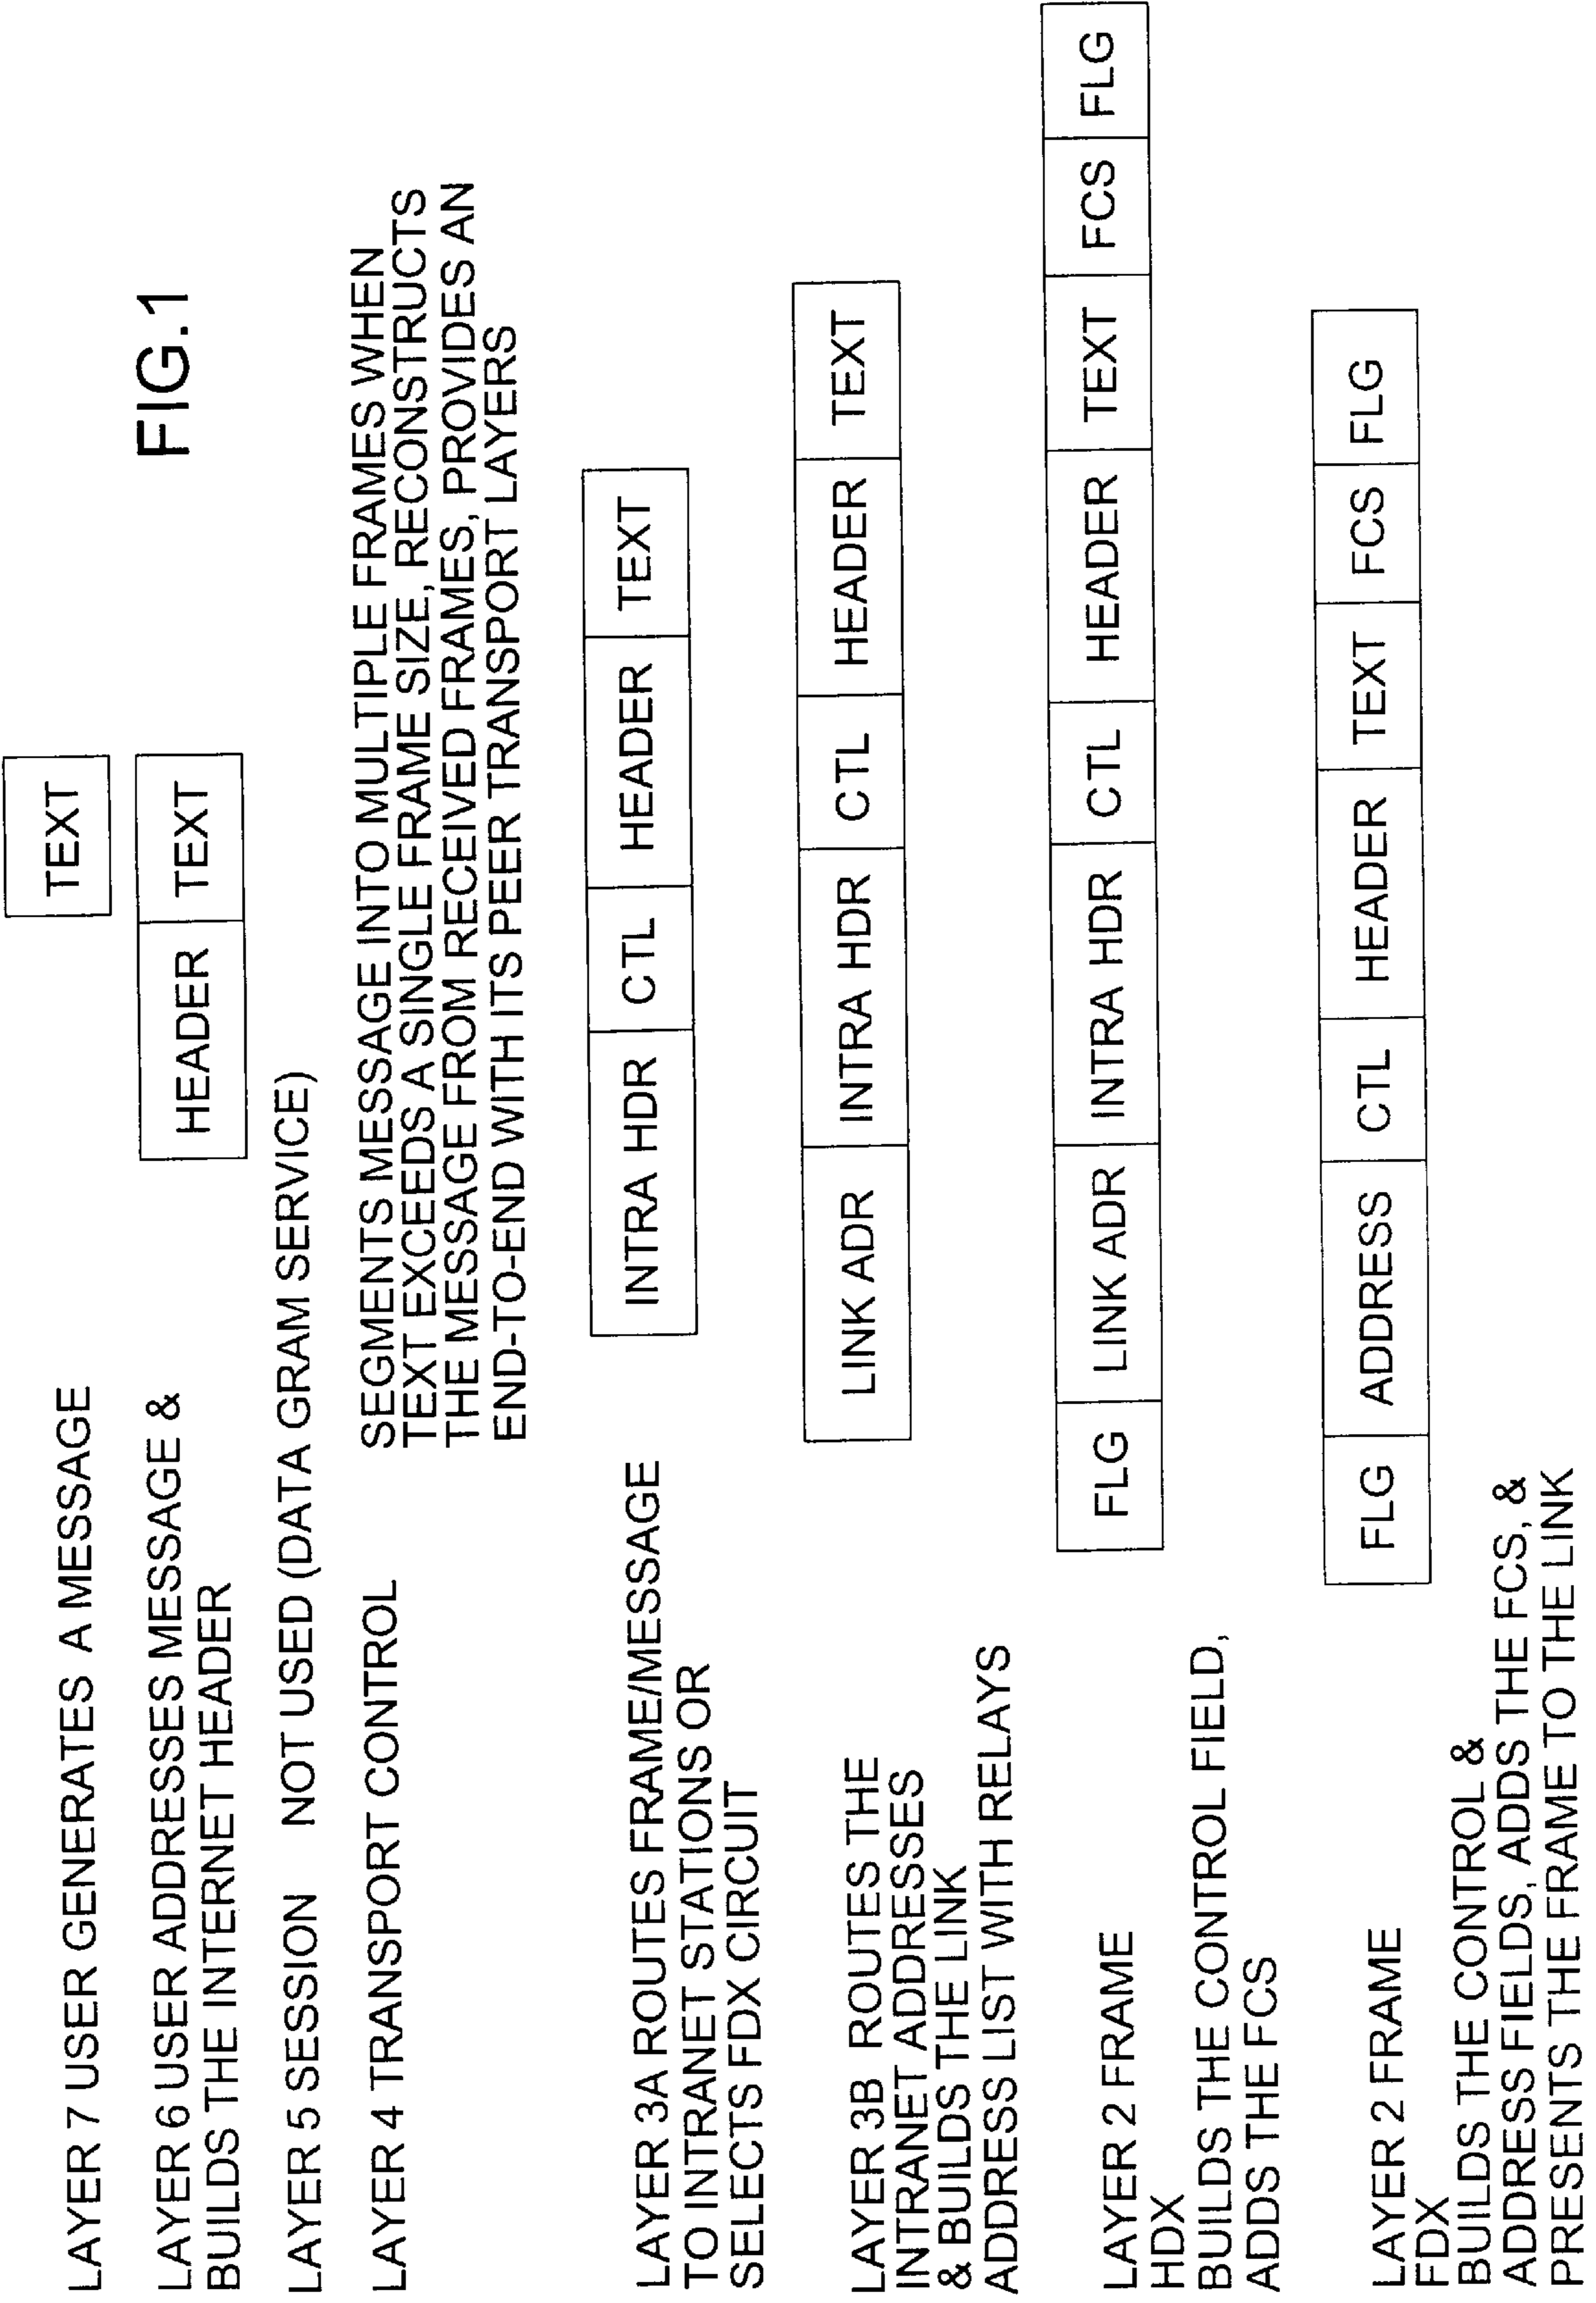 FIG.1
LAYER 7 USER GENERATES A MESSAGE
TEXT
LAYER 6 USER ADDRESSES MESSAGE &
BUILDS THE INTERNET HEADER
HEADER TEXT
LAYER 5 SESSION NOT USED (DATA GRAM SERVICE)
LAYER 4 TRANSPORT CONTROL
SEGMENTS MESSAGE INTO MULTIPLE FRAMES WHEN
TEXT EXCEEDS A SINGLE FRAME SIZE, RECONSTRUCTS
THE MESSAGE FROM RECEIVED FRAMES, PROVIDES AN
END-TO-END WITH ITS PEER TRANSPORT LAYERS
LAYER 3A ROUTES FRAME/MESSAGE
TO INTRANET STATIONS OR
SELECTS FDX CIRCUIT
INTRA HDR CTL HEADER TEXT
LAYER 3B ROUTES THE
INTRANET ADDRESSES
& BUILDS THE LINK
ADDRESS LIST WITH RELAYS
LINK ADR INTRA HDR CTL HEADER TEXT
LAYER 2 FRAME
HDX
BUILDS THE CONTROL FIELD,
ADDS THE FCS
FLG LINK ADR INTRA HDR CTL HEADER TEXT FCS FLG
LAYER 2 FRAME
FDX
BUILDS THE CONTROL &
ADDRESS FIELDS, ADDS THE FCS, &
PRESENTS THE FRAME TO THE LINK
FLG ADDRESS CTL HEADER TEXT FCS FLG